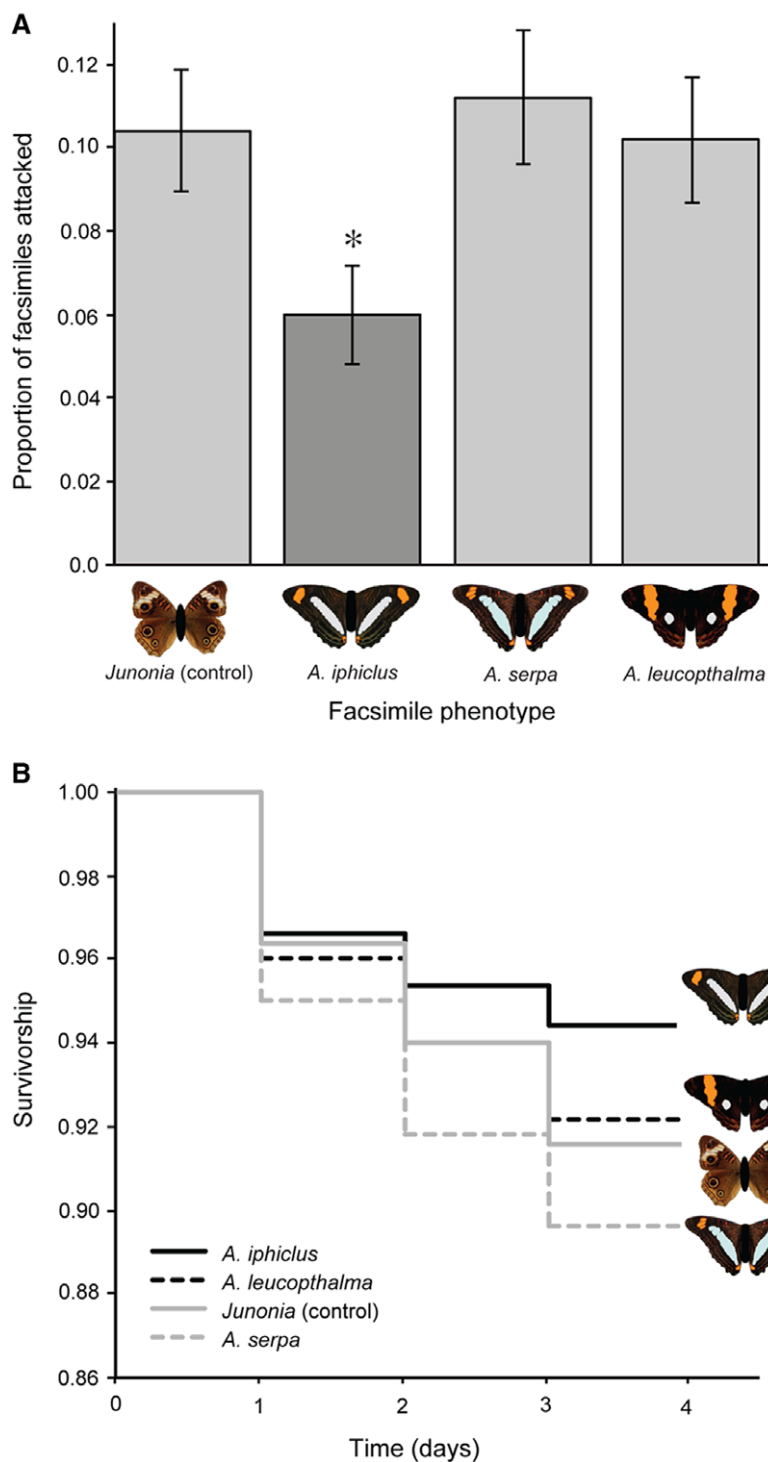 A
Proportion of facsimiles attacked
0.12
0.10
0.08
0.06
0.04
0.02
0.0
*
Junonia (control)
A. iphiclus
A. serpa
A. leucopthalma
Facsimile phenotype
B
Survivorship
1.00
0.98
0.96
0.94
0.92
0.90
0.88
0.86
A. iphiclus
A. leucopthalma
Junonia (control)
A. serpa
0
1
2
3
4
Time (days)